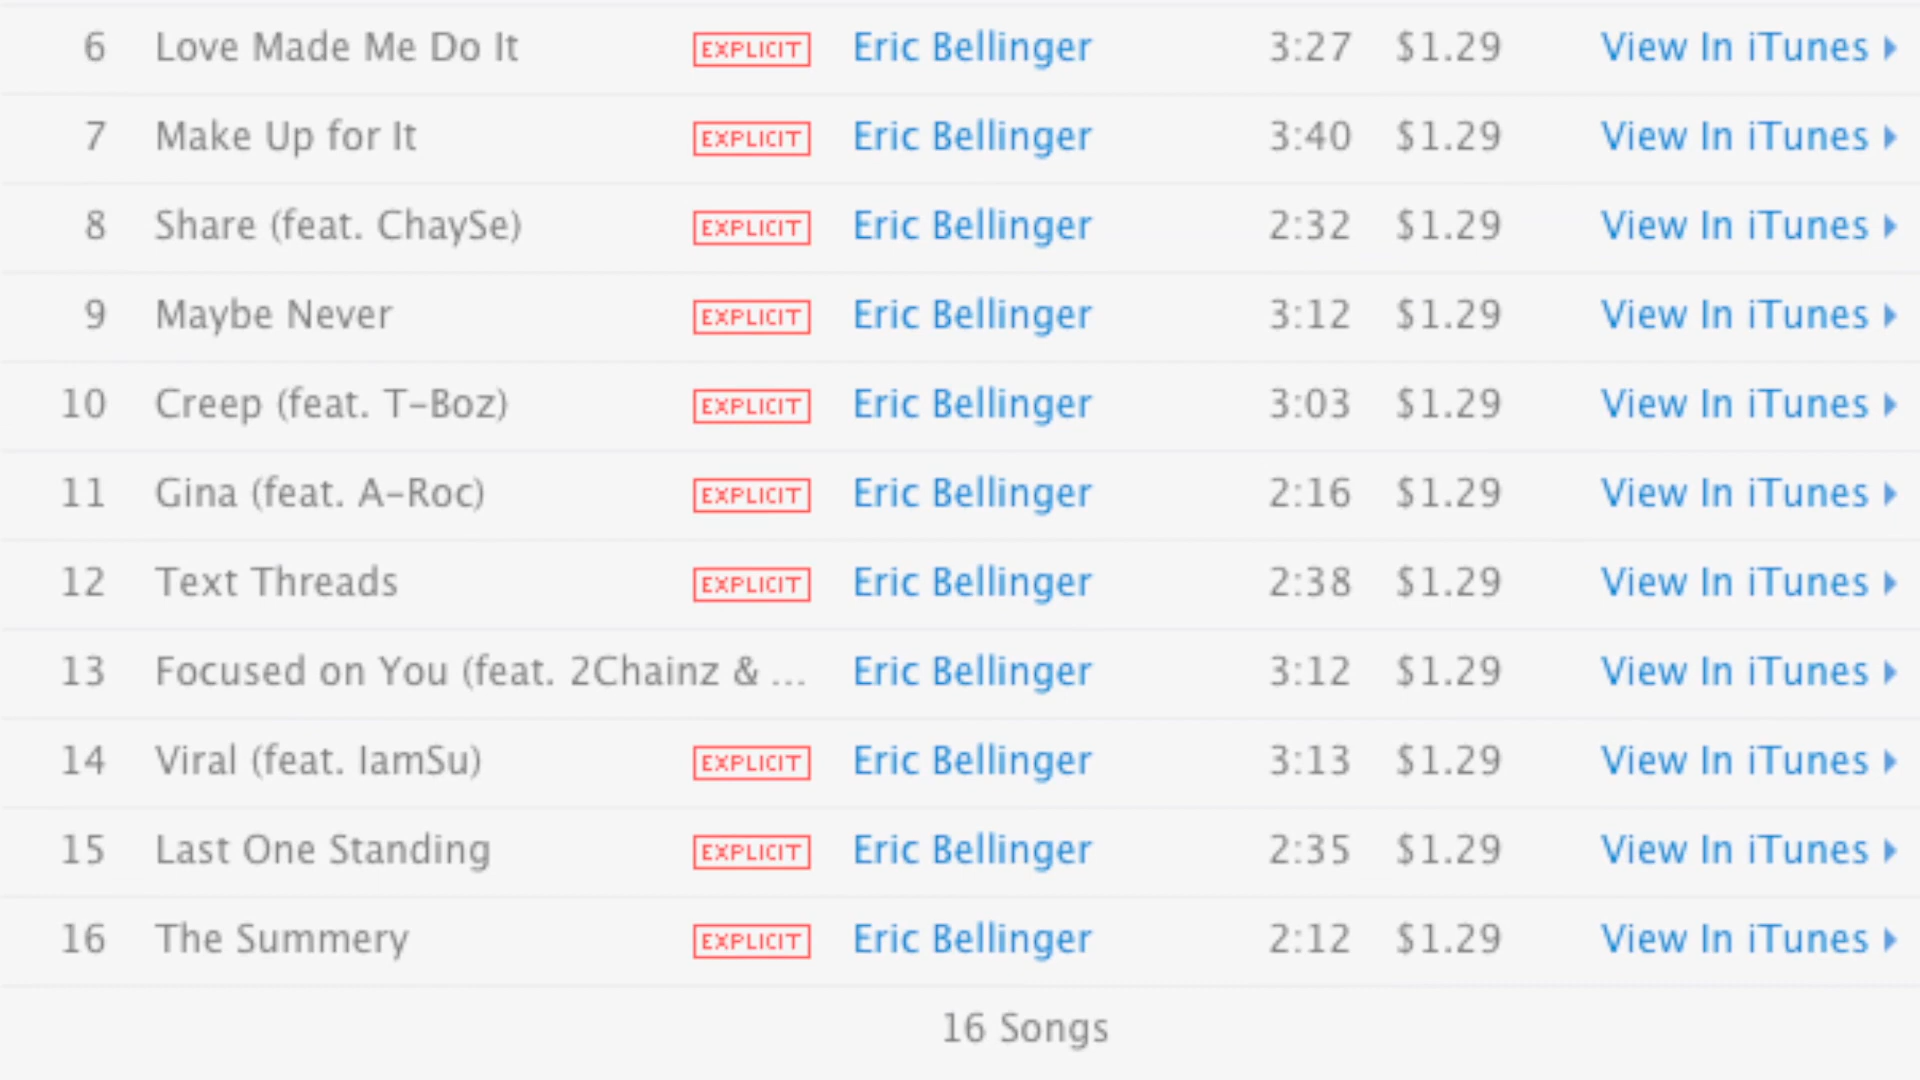 6 Love Made Me Do It EXPLICIT Eric Bellinger 3:27 $1.29 View In iTunes
7 Make Up for It EXPLICIT Eric Bellinger 3:40 $1.29 View In iTunes
8 Share (feat. ChaySe) EXPLICIT Eric Bellinger 2:32 $1.29 View In iTunes
9 Maybe Never EXPLICIT Eric Bellinger 3:12 $1.29 View In iTunes
10 Creep (feat. T-Boz) EXPLICIT Eric Bellinger 3:03 $1.29 View In iTunes
11 Gina (feat. A-Roc) EXPLICIT Eric Bellinger 2:16 $1.29 View In iTunes
12 Text Threads EXPLICIT Eric Bellinger 2:38 $1.29 View In iTunes
13 Focused on You (feat. 2Chainz & ... Eric Bellinger 3:12 $1.29 View In iTunes
14 Viral (feat. IamSu) EXPLICIT Eric Bellinger 3:13 $1.29 View In iTunes
15 Last One Standing EXPLICIT Eric Bellinger 2:35 $1.29 View In iTunes
16 The Summery EXPLICIT Eric Bellinger 2:12 $1.29 View In iTunes
16 Songs